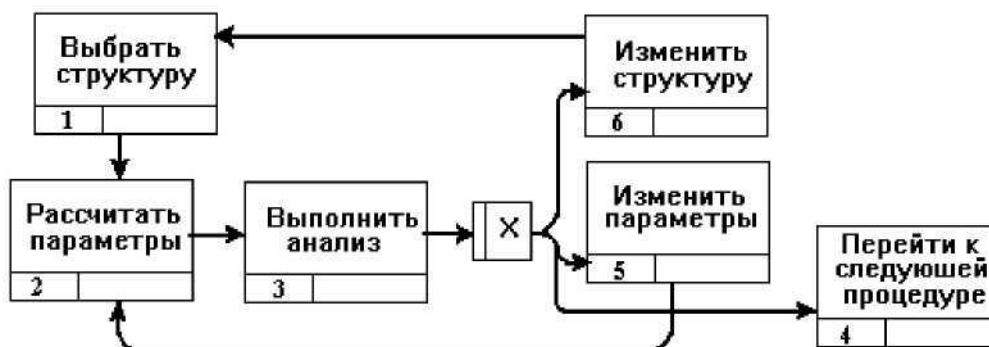 Выбрать
структуру
1
Изменить
структуру
6
Рассчитать
параметры
2
Выполнить
анализ
3
X
Изменить
параметры
5
Перейти к
следуюшей
процедуре
4